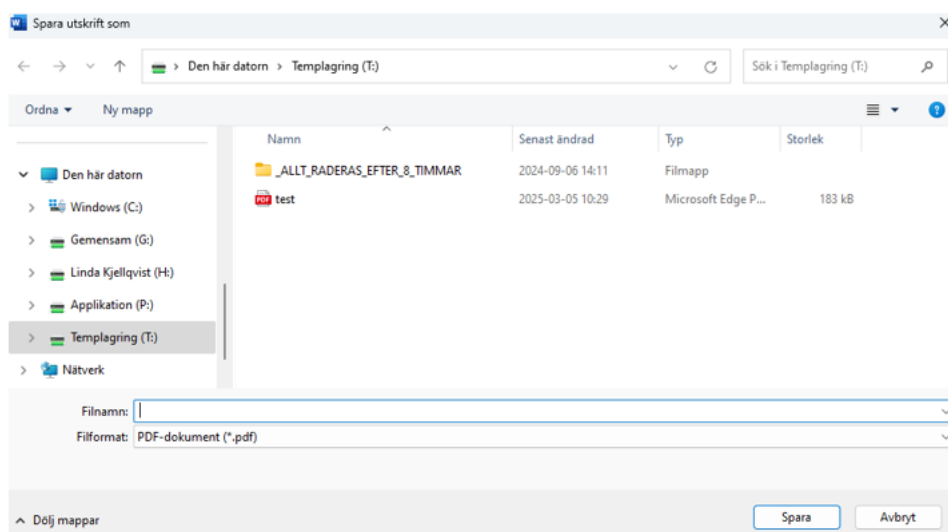 Spara utskrift som
Den här datorn > Templagring (T:)
Sök i Templagring (T:)
Ordna
Ny mapp
Namn Senast ändrad Typ Storlek
_ALLT_RADERAS_EFTER_8_TIMMAR 2024-09-06 14:11 Filmapp
test 2025-03-05 10:29 Microsoft Edge P... 183 kB
Den här datorn
Windows (C:)
Gemensam (G:)
Linda Kjellqvist (H:)
Applikation (P:)
Templagring (T:)
Nätverk
Filnamn:
Filformat: PDF-dokument (*.pdf)
Dölj mappar
Spara
Avbryt